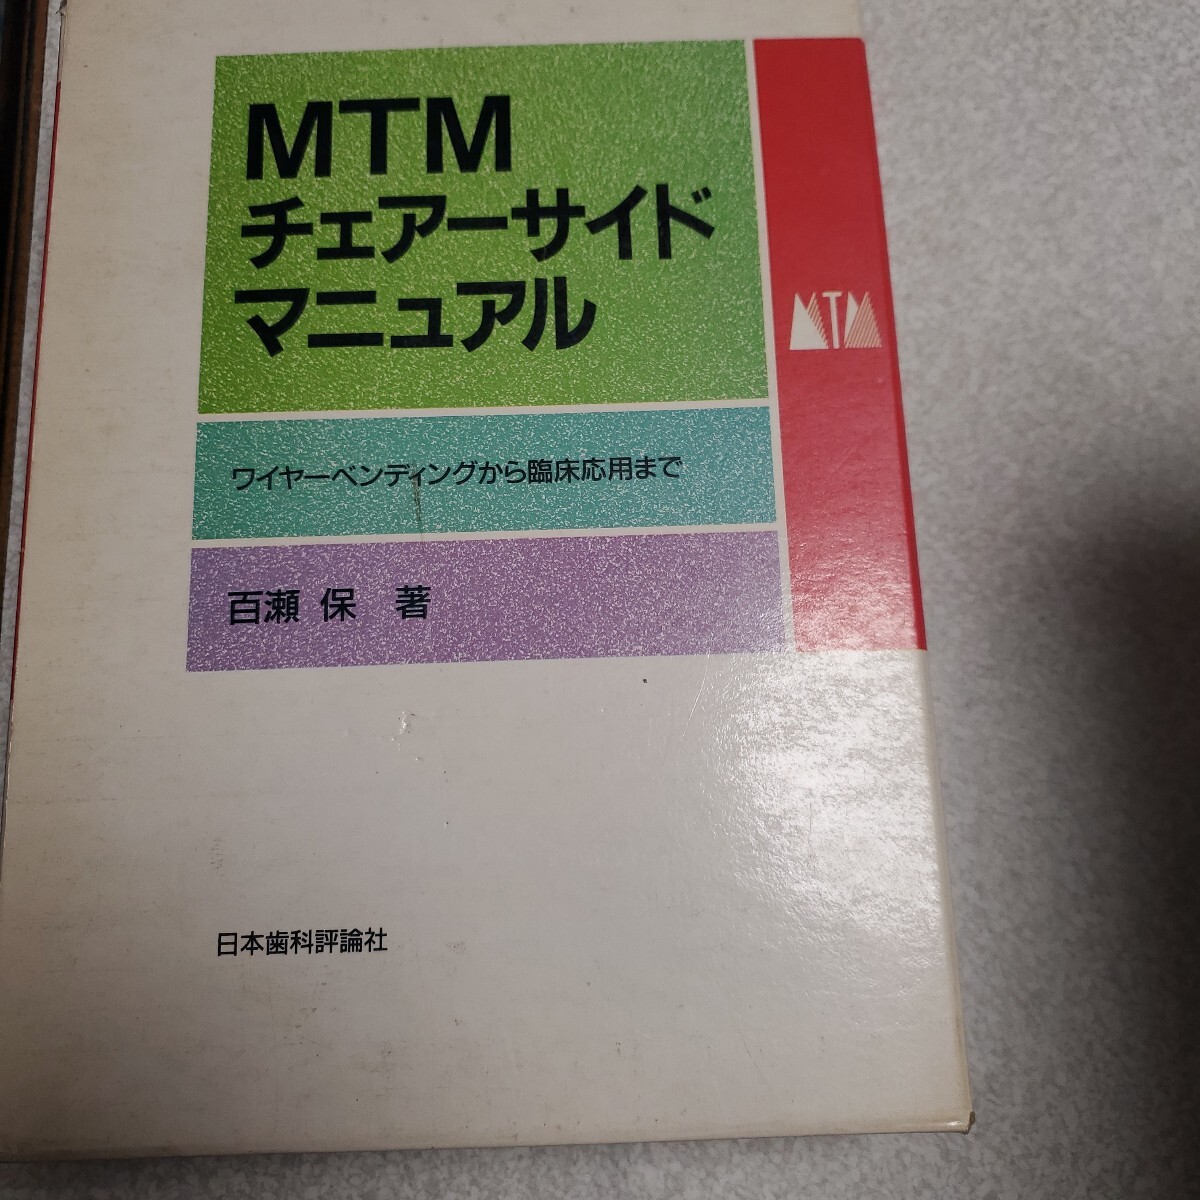 MTM
チェアーサイド
マニュアル
MTM
ワイヤーベンディングから臨床応用まで
百瀬 保 著
日本歯科評論社